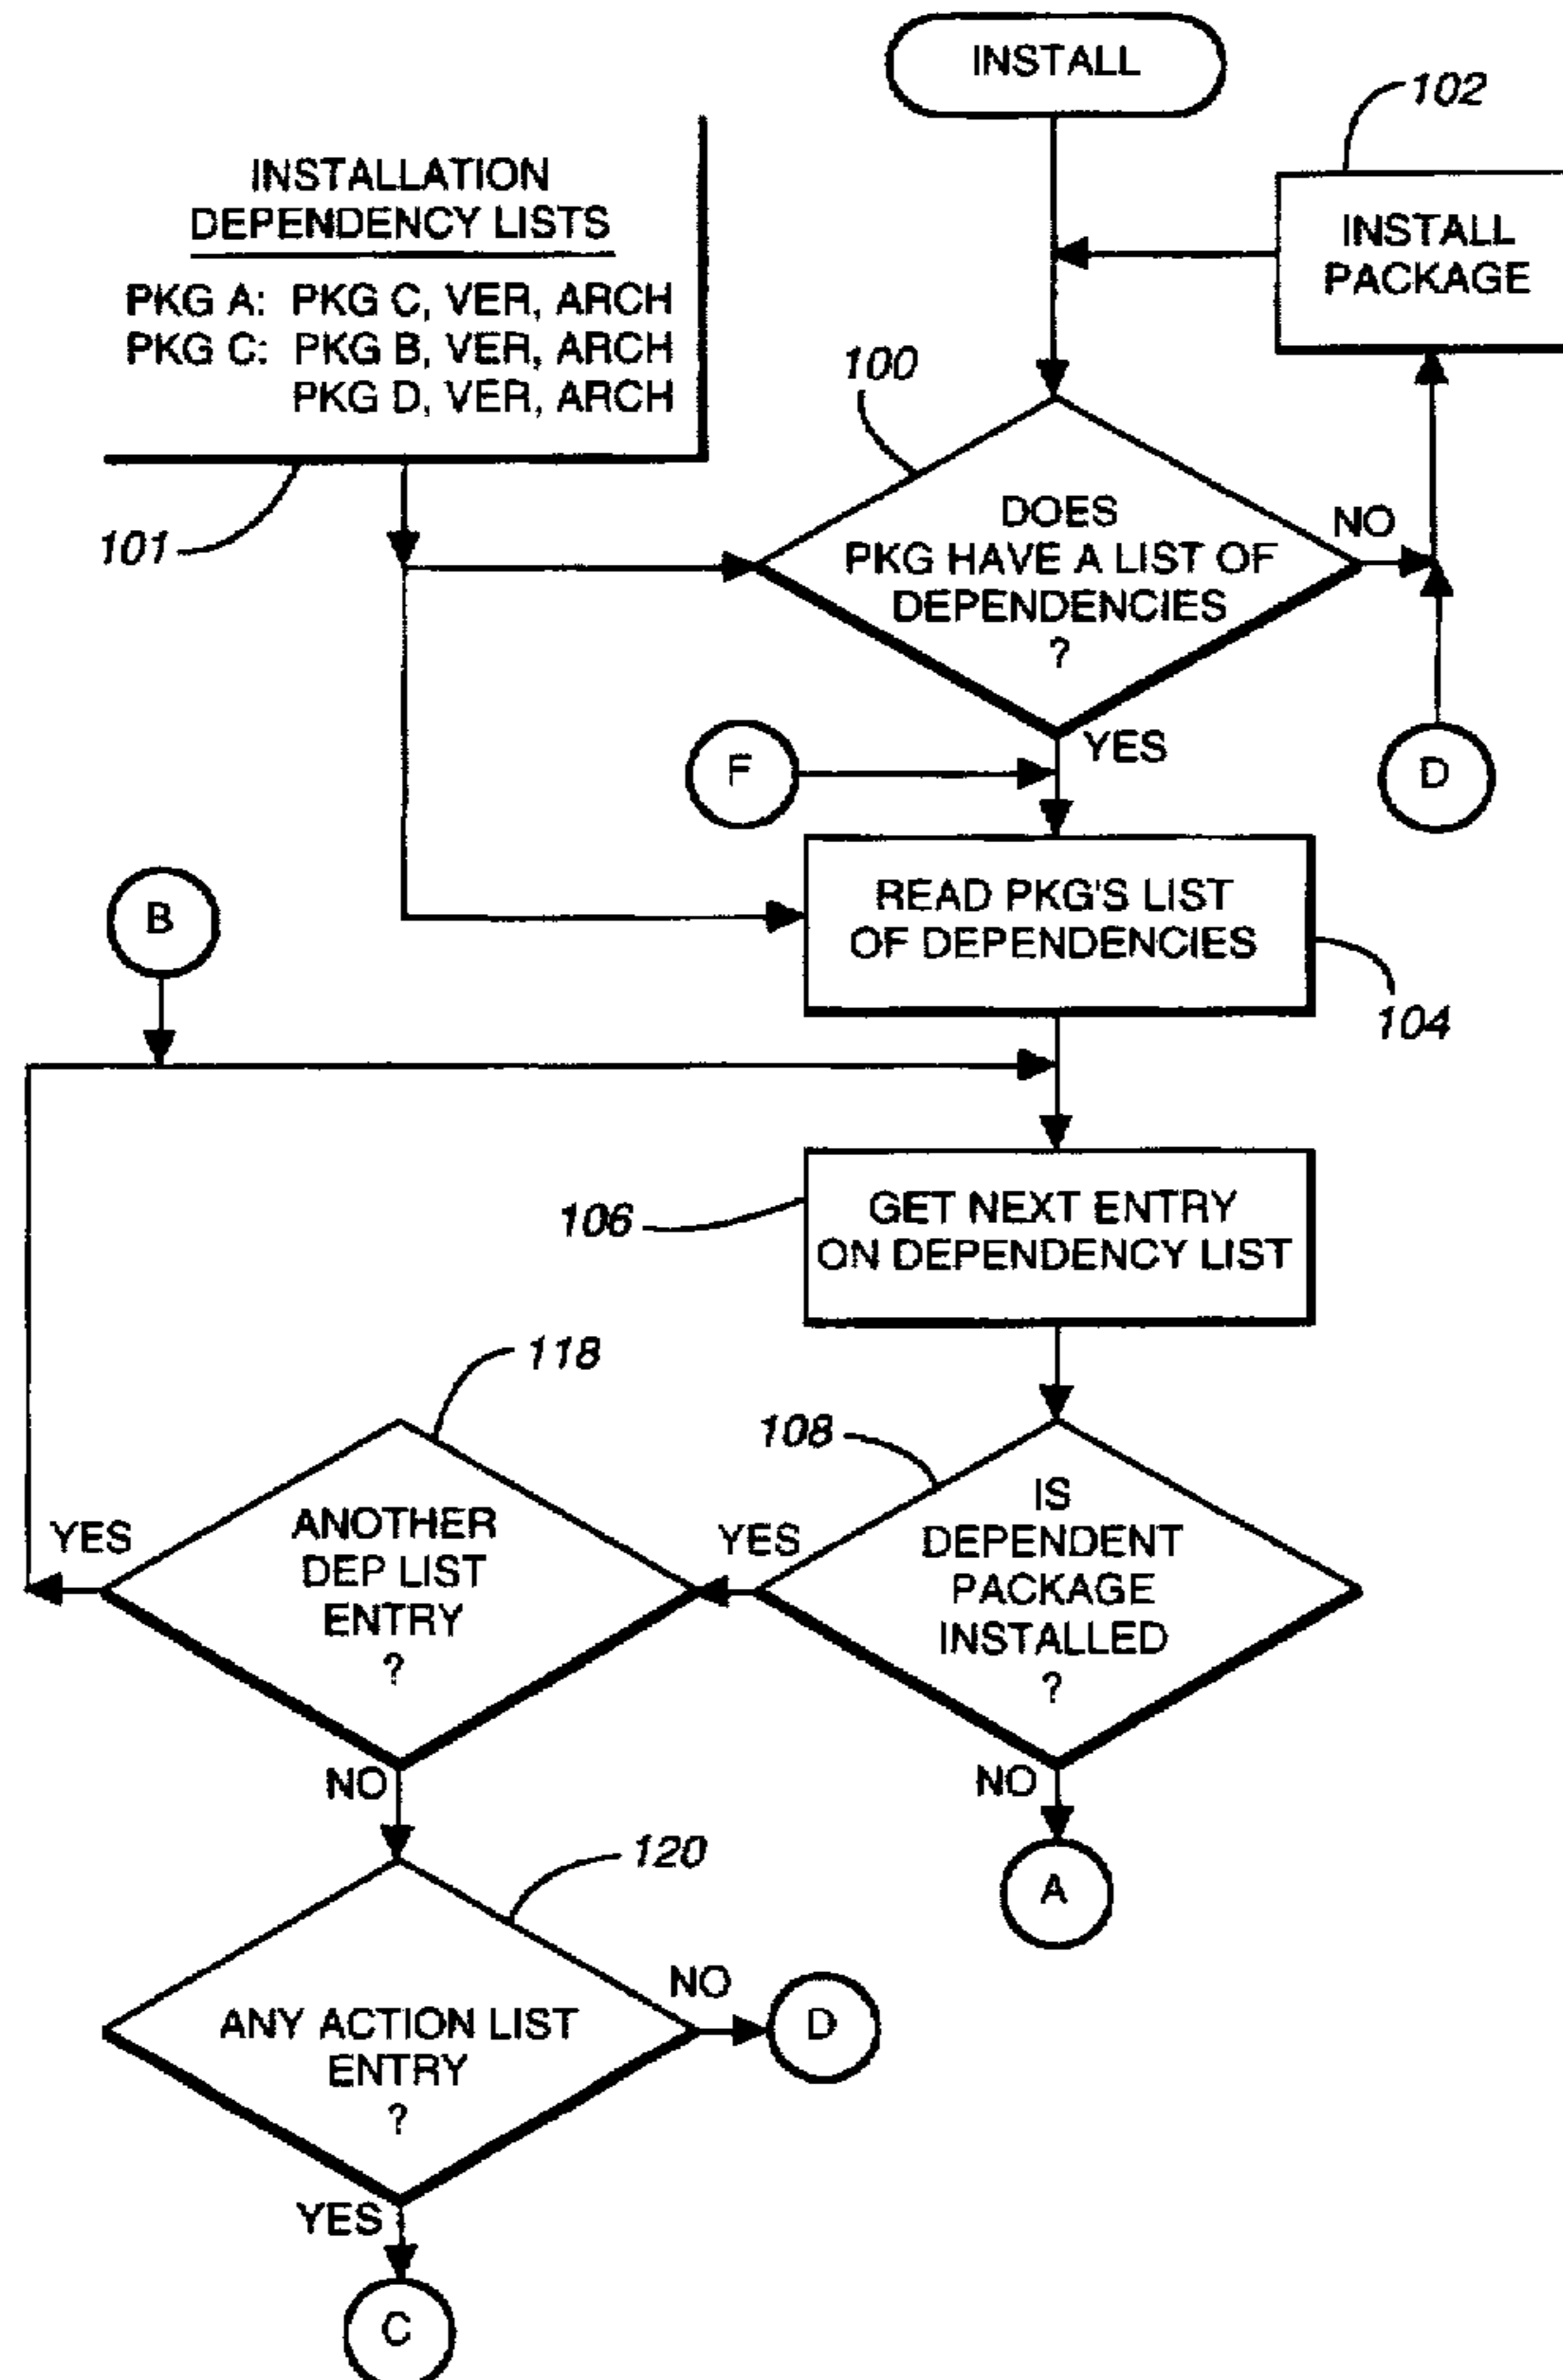 INSTALL
102
INSTALLATION
DEPENDENCY LISTS
PKG A: PKG C, VER, ARCH
PKG C: PKG B, VER, ARCH
PKG D, VER, ARCH
INSTALL
PACKAGE
100
101
DOES
PKG HAVE A LIST OF
DEPENDENCIES
?
NO
YES
F
D
B
READ PKG'S LIST
OF DEPENDENCIES
104
106
GET NEXT ENTRY
ON DEPENDENCY LIST
118
108
YES
ANOTHER
DEP LIST
ENTRY
?
YES
IS
DEPENDENT
PACKAGE
INSTALLED
?
NO
NO
120
A
ANY ACTION LIST
ENTRY
?
NO
D
YES
C